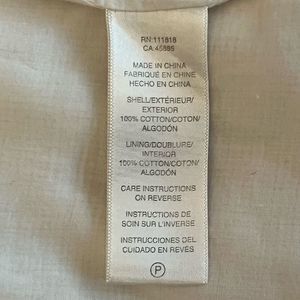 RN:111818
CA:45685
MADE IN CHINA
FABRIQUÉ EN CHINE
HECHO EN CHINA
SHELL/EXTÉRIEUR/
EXTERIOR
100% COTTON/COTON/
ALGODÓN
LINING/DOUBLURE/
INTERIOR
100% COTTON/COTON/
ALGODÓN
CARE INSTRUCTIONS
ON REVERSE
INSTRUCTIONS DE
SOIN SUR L'INVERSE
INSTRUCCIONES DEL
CUIDADO EN REVÉS
P